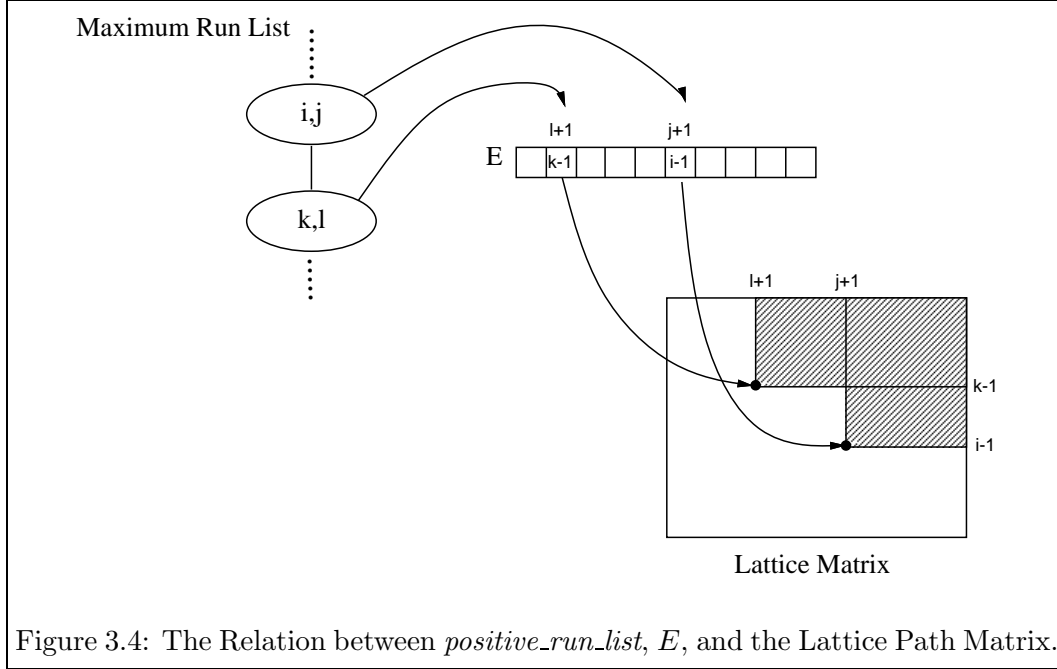 Maximum Run List
i,j
k,l
l+1 j+1
E k-1 i-1
l+1 j+1
k-1
i-1
Lattice Matrix
Figure 3.4: The Relation between positive_run_list, E, and the Lattice Path Matrix.